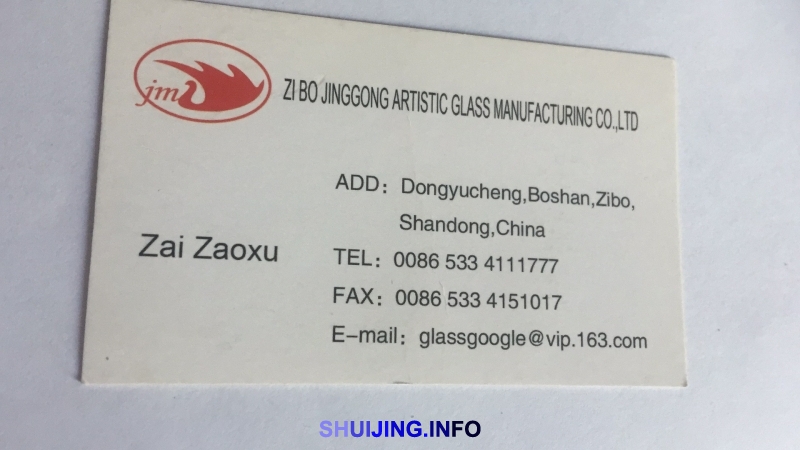 jm
ZI BO JINGGONG ARTISTIC GLASS MANUFACTURING CO.,LTD
ADD: Dongyucheng,Boshan,Zibo,
Shandong,China
Zai Zaoxu
TEL: 0086 533 4111777
FAX: 0086 533 4151017
E-mail: glassgoogle@vip.163.com
SHUIJING.INFO